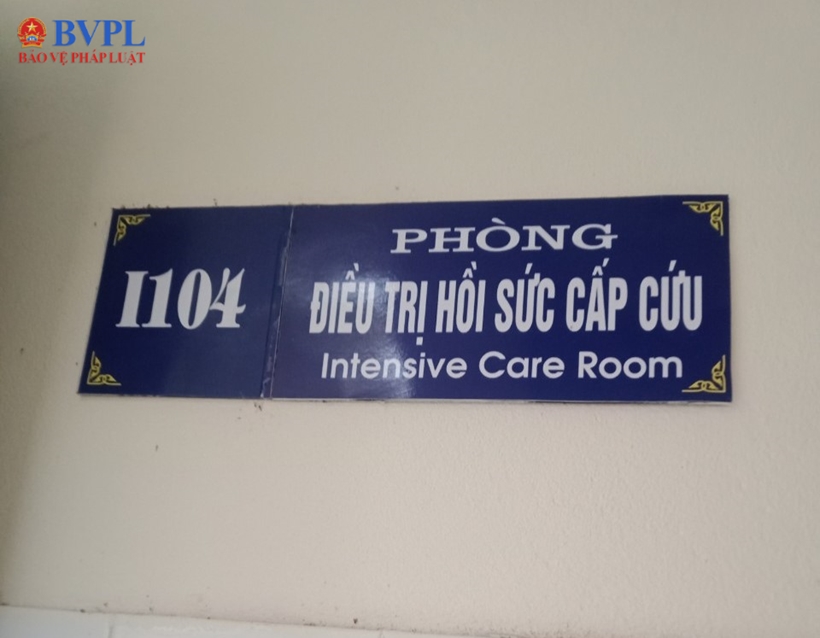 BVPL
BẢO VỆ PHÁP LUẬT
I104
PHÒNG
ĐIỀU TRỊ HỒI SỨC CẤP CỨU
Intensive Care Room